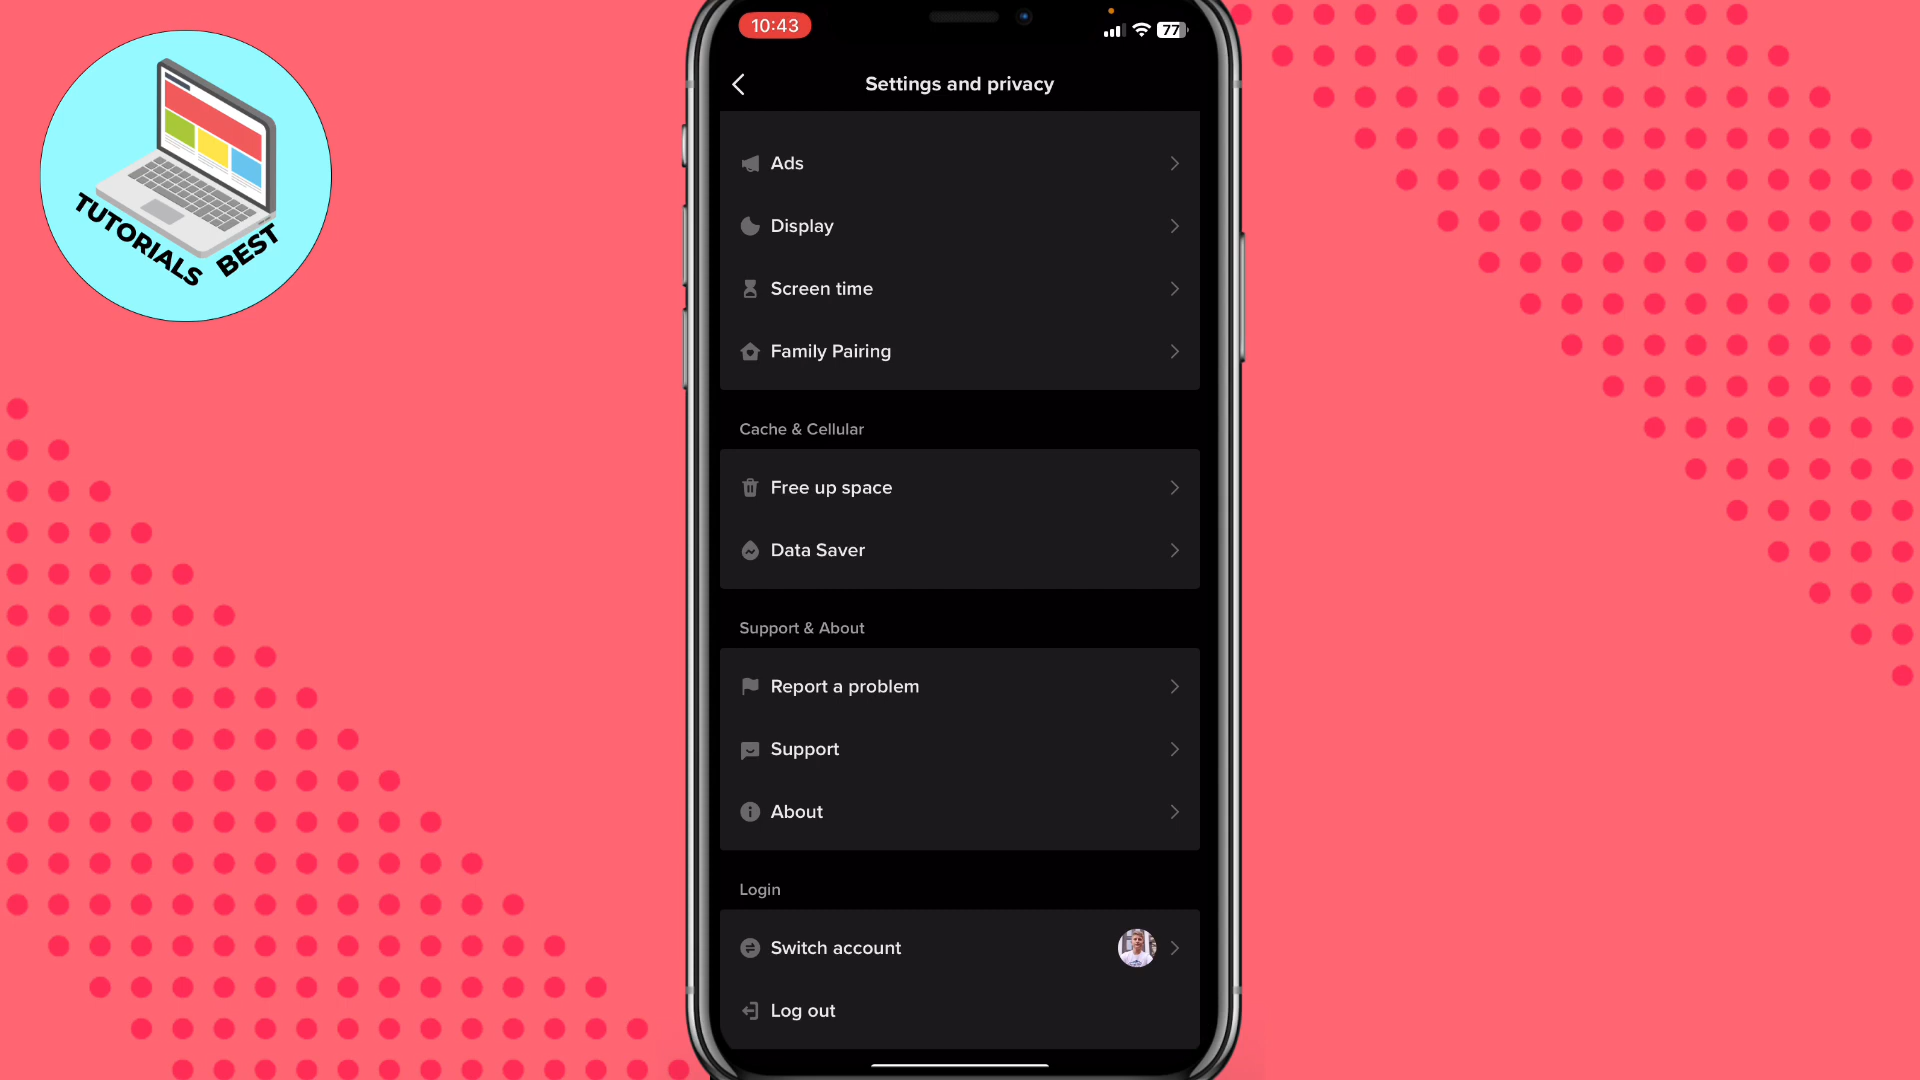 TUTORIALS BEST
10:43
77
Settings and privacy
Ads
Display
Screen time
Family Pairing
Cache & Cellular
Free up space
Data Saver
Support & About
Report a problem
Support
About
Login
Switch account
Log out